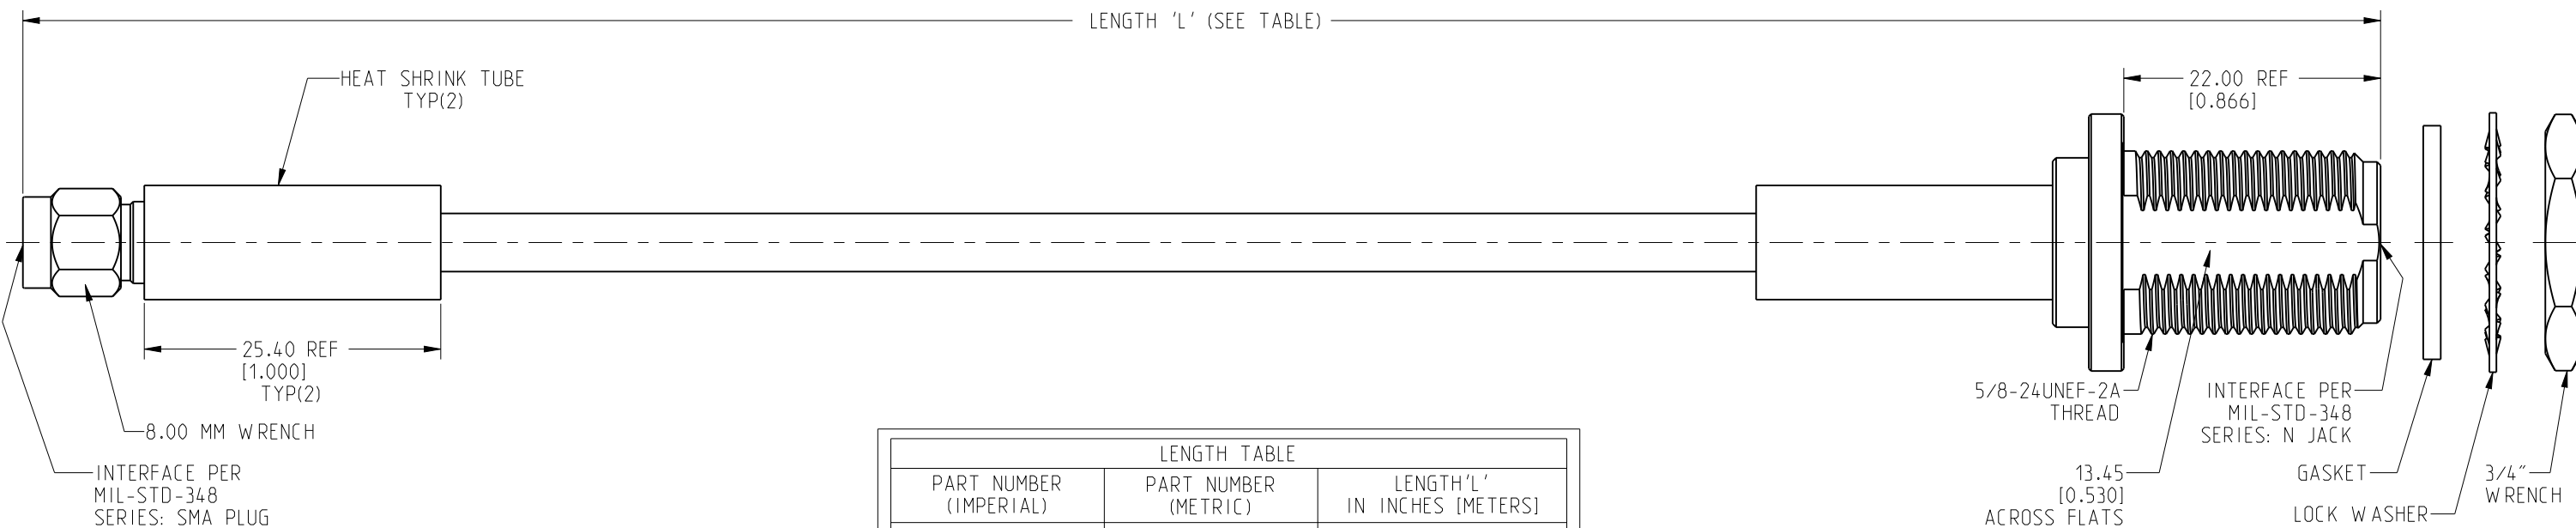 LENGTH 'L' (SEE TABLE)
HEAT SHRINK TUBE
TYP(2)
22.00 REF
[0.866]
25.40 REF
[1.000]
TYP(2)
8.00 MM WRENCH
INTERFACE PER
MIL-STD-348
SERIES: SMA PLUG
5/8-24UNEF-2A
THREAD
INTERFACE PER
MIL-STD-348
SERIES: N JACK
13.45
[0.530]
ACROSS FLATS
GASKET
LOCK WASHER
3/4"
WRENCH
LENGTH TABLE
PART NUMBER
(IMPERIAL)
PART NUMBER
(METRIC)
LENGTH'L'
IN INCHES [METERS]